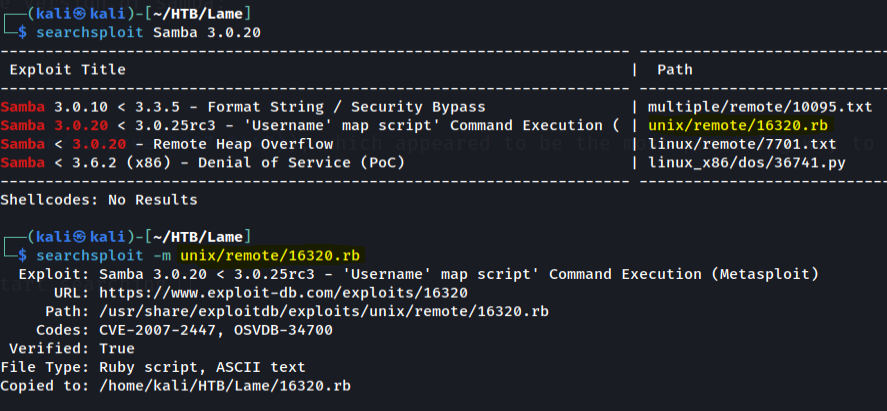 (kali㉿kali)-[~/HTB/Lame]
$ searchsploit Samba 3.0.20
Exploit Title | Path
Samba 3.0.10 < 3.3.5 - Format String / Security Bypass | multiple/remote/10095.txt
Samba 3.0.20 < 3.0.25rc3 - 'Username' map script' Command Execution ( | unix/remote/16320.rb
Samba < 3.0.20 - Remote Heap Overflow | linux/remote/7701.txt
Samba < 3.6.2 (x86) - Denial of Service (PoC) | linux_x86/dos/36741.py
Shellcodes: No Results
(kali㉿kali)-[~/HTB/Lame]
$ searchsploit -m unix/remote/16320.rb
Exploit: Samba 3.0.20 < 3.0.25rc3 - 'Username' map script' Command Execution (Metasploit)
URL: https://www.exploit-db.com/exploits/16320
Path: /usr/share/exploitdb/exploits/unix/remote/16320.rb
Codes: CVE-2007-2447, OSVDB-34700
Verified: True
File Type: Ruby script, ASCII text
Copied to: /home/kali/HTB/Lame/16320.rb